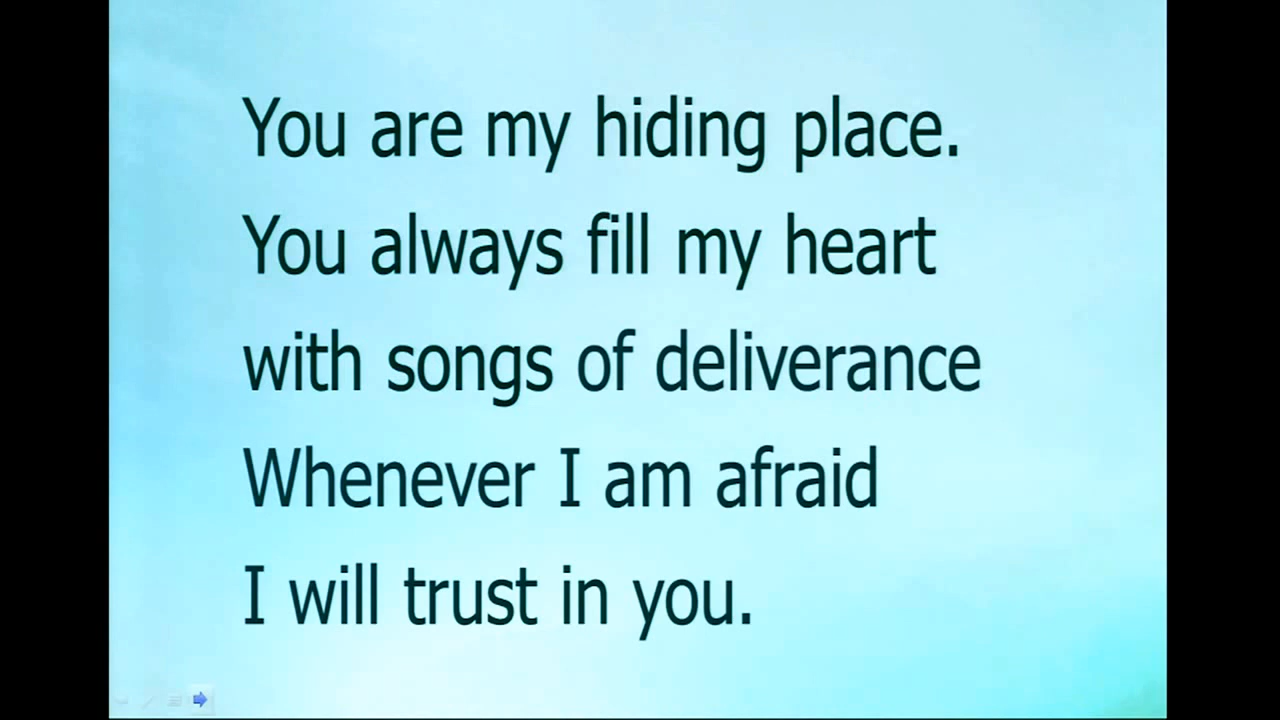 You are my hiding place.
You always fill my heart
with songs of deliverance
Whenever I am afraid
I will trust in you.